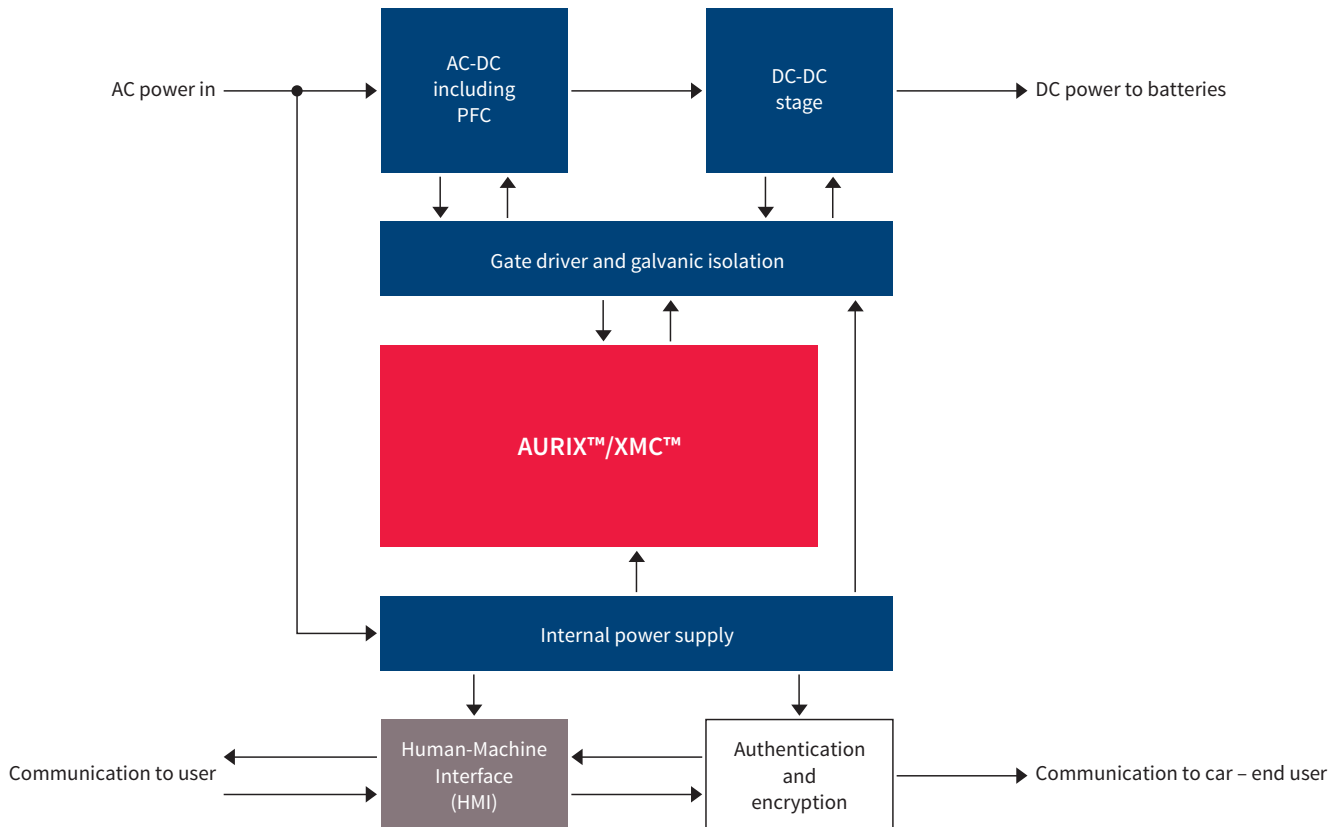 AC power in
AC-DC
including
PFC
DC-DC
stage
DC power to batteries
Gate driver and galvanic isolation
AURIX™/XMC™
Internal power supply
Communication to user
Human-Machine
Interface
(HMI)
Authentication
and
encryption
Communication to car – end user